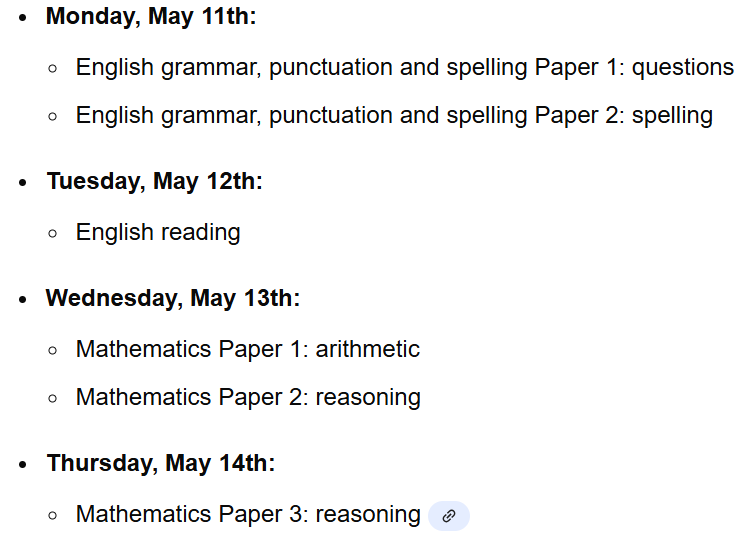 Monday, May 11th:
English grammar, punctuation and spelling Paper 1: questions
English grammar, punctuation and spelling Paper 2: spelling
Tuesday, May 12th:
English reading
Wednesday, May 13th:
Mathematics Paper 1: arithmetic
Mathematics Paper 2: reasoning
Thursday, May 14th:
Mathematics Paper 3: reasoning